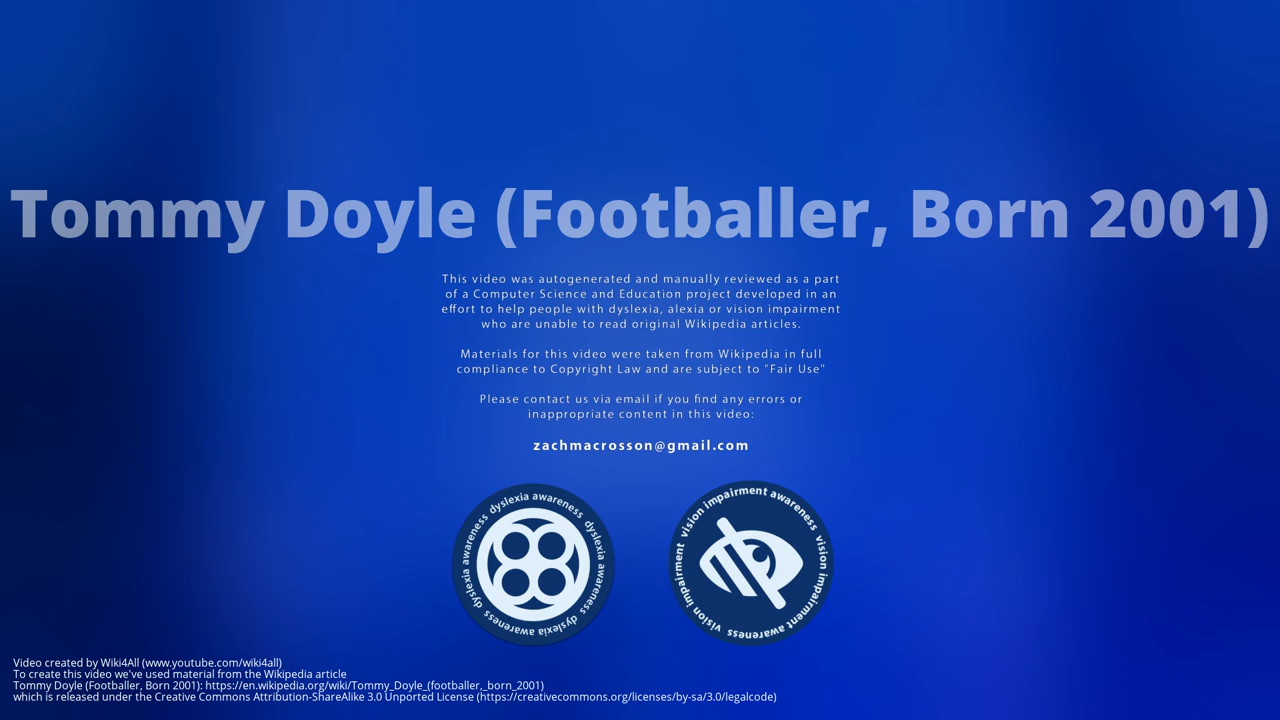 Tommy Doyle (Footballer, Born 2001)
This video was autogenerated and manually reviewed as a part
of a Computer Science and Education project developed in an
effort to help people with dyslexia, alexia or vision impairment
who are unable to read original Wikipedia articles.
Materials for this video were taken from Wikipedia in full
compliance to Copyright Law and are subject to "Fair Use"
Please contact us via email if you find any errors or
inappropriate content in this video:
zachmacrosson@gmail.com
dyslexia awareness dyslexia awareness dyslexia awareness dyslexia awareness
vision impairment awareness vision impairment awareness vision impairment
Video created by Wiki4All (www.youtube.com/wiki4all)
To create this video we've used material from the Wikipedia article
Tommy Doyle (Footballer, Born 2001): https://en.wikipedia.org/wiki/Tommy_Doyle_(footballer,_born_2001)
which is released under the Creative Commons Attribution-ShareAlike 3.0 Unported License (https://creativecommons.org/licenses/by-sa/3.0/legalcode)